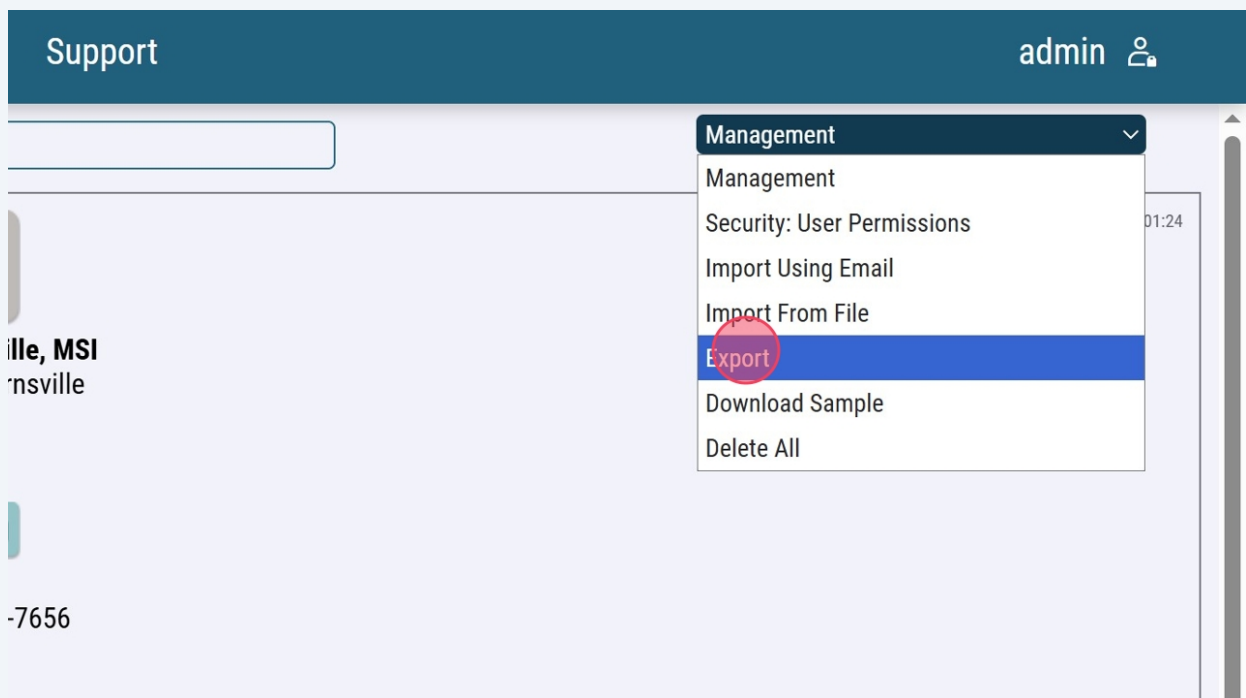 Support
admin
Management
Management
Security: User Permissions
01:24
Import Using Email
Import From File
ille, MSI
Export
rnsville
Download Sample
Delete All
-7656